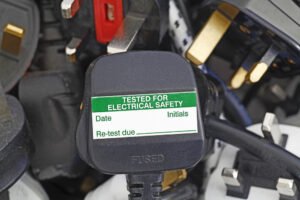 TESTED FOR
ELECTRICAL SAFETY
Date Initials
Re-test due
FUSED